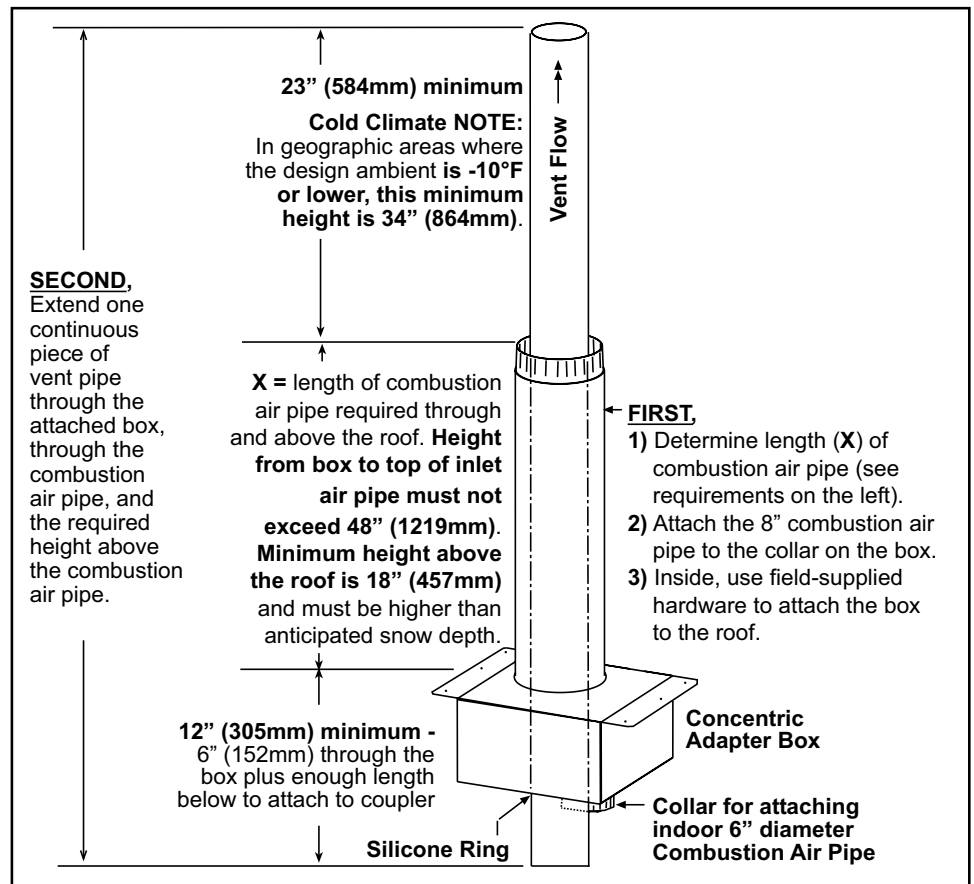 23” (584mm) minimum
Cold Climate NOTE:
In geographic areas where
the design ambient is -10°F
or lower, this minimum
height is 34” (864mm).
Vent Flow
SECOND,
Extend one
continuous
piece of
vent pipe
through the
attached box,
through the
combustion
air pipe, and
the required
height above
the combustion
air pipe.
X = length of combustion
air pipe required through
and above the roof. Height
from box to top of inlet
air pipe must not
exceed 48” (1219mm).
Minimum height above
the roof is 18” (457mm)
and must be higher than
anticipated snow depth.
FIRST,
1) Determine length (X) of
combustion air pipe (see
requirements on the left).
2) Attach the 8” combustion air
pipe to the collar on the box.
3) Inside, use field-supplied
hardware to attach the box
to the roof.
12” (305mm) minimum -
6” (152mm) through the
box plus enough length
below to attach to coupler
Concentric
Adapter Box
Silicone Ring
Collar for attaching
indoor 6” diameter
Combustion Air Pipe